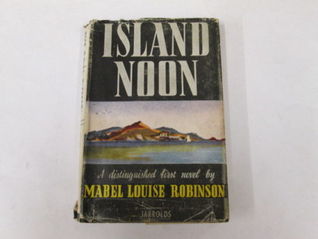 ISLAND
NOON
A distinguished first novel by
MABEL LOUISE ROBINSON
JARROLDS